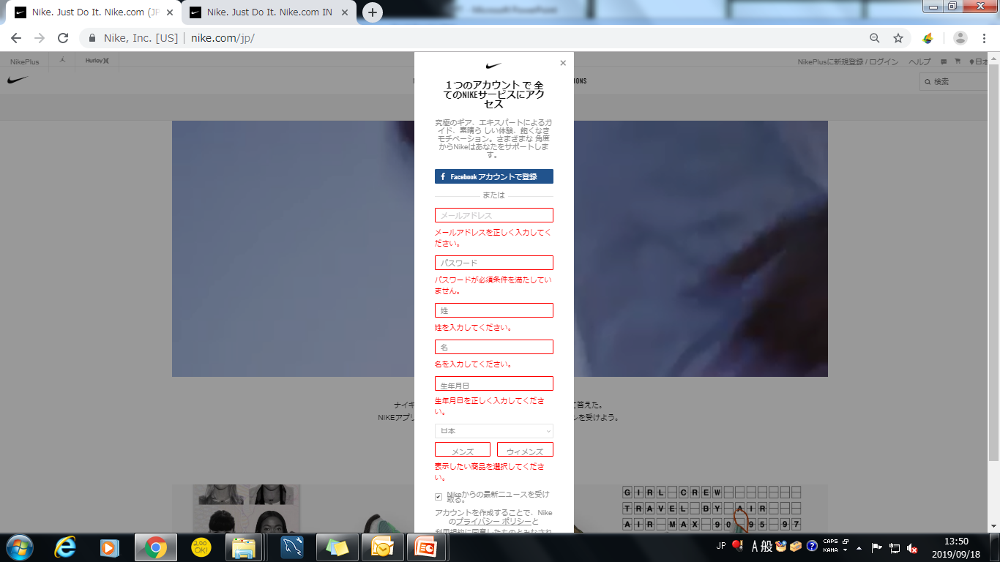 Nike. Just Do It. Nike.com (JP
Nike. Just Do It. Nike.com IN
Microsoft PowerPoint
Nike, Inc. [US]
nike.com/jp/
NikePlus
Hurley
NikePlusに新規登録 / ログイン
ヘルプ
日本
IONS
検索
１つのアカウント で 全
てのNIKEサービスにアク
セス
究極のギア、エキスパートによるガ
イド、素晴ら しい体験、飽くなき
モチベーション。さまざまな 角度
からNikeはあなたをサポートしま
す。
Facebook アカウントで登録
または
メールアドレス
メールアドレスを正しく入力してく
ださい。
パスワード
パスワードが必須条件を満たしてい
ません。
姓
姓を入力してください。
名
名を入力してください。
生年月日
生年月日を正しく入力してくださ
い。
ナイキ
て答えた。
NIKEアプリ
を受けよう。
日本
メンズ
ウィメンズ
表示したい商品を選択してくださ
い。
Nikeからの最新ニュースを受け
取る。
アカウントを作成することで、Nike
のプライバシー ポリシーと
利用規約に同意したものとみなされ
GIRL CREW
TRAVEL BY AIR
AIR MAX 90 95 97
2.00
OK!
JP
A 般
CAPS
KANA
13:50
2019/09/18